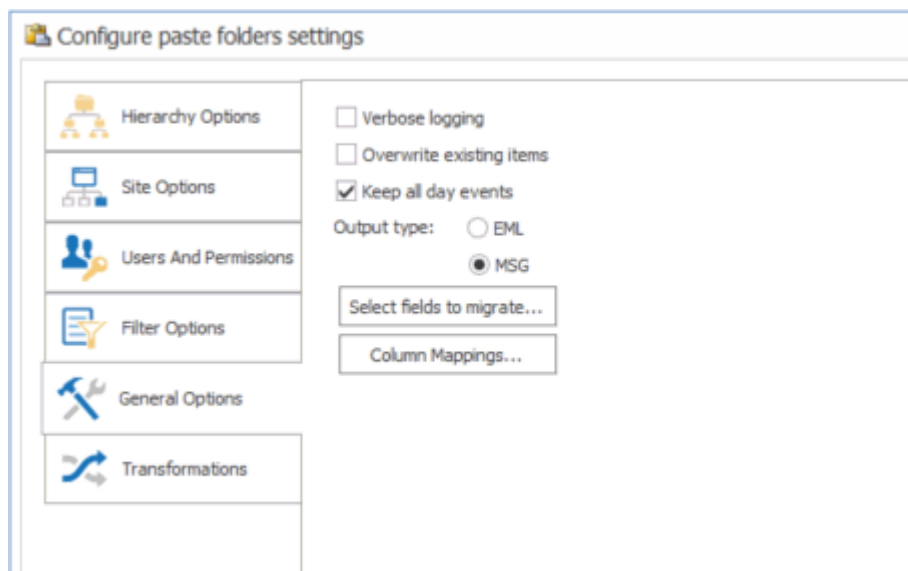 Configure paste folders settings
Hierarchy Options
Site Options
Users And Permissions
Filter Options
General Options
Transformations
Verbose logging
Overwrite existing items
Keep all day events
Output type:
EML
MSG
Select fields to migrate...
Column Mappings...